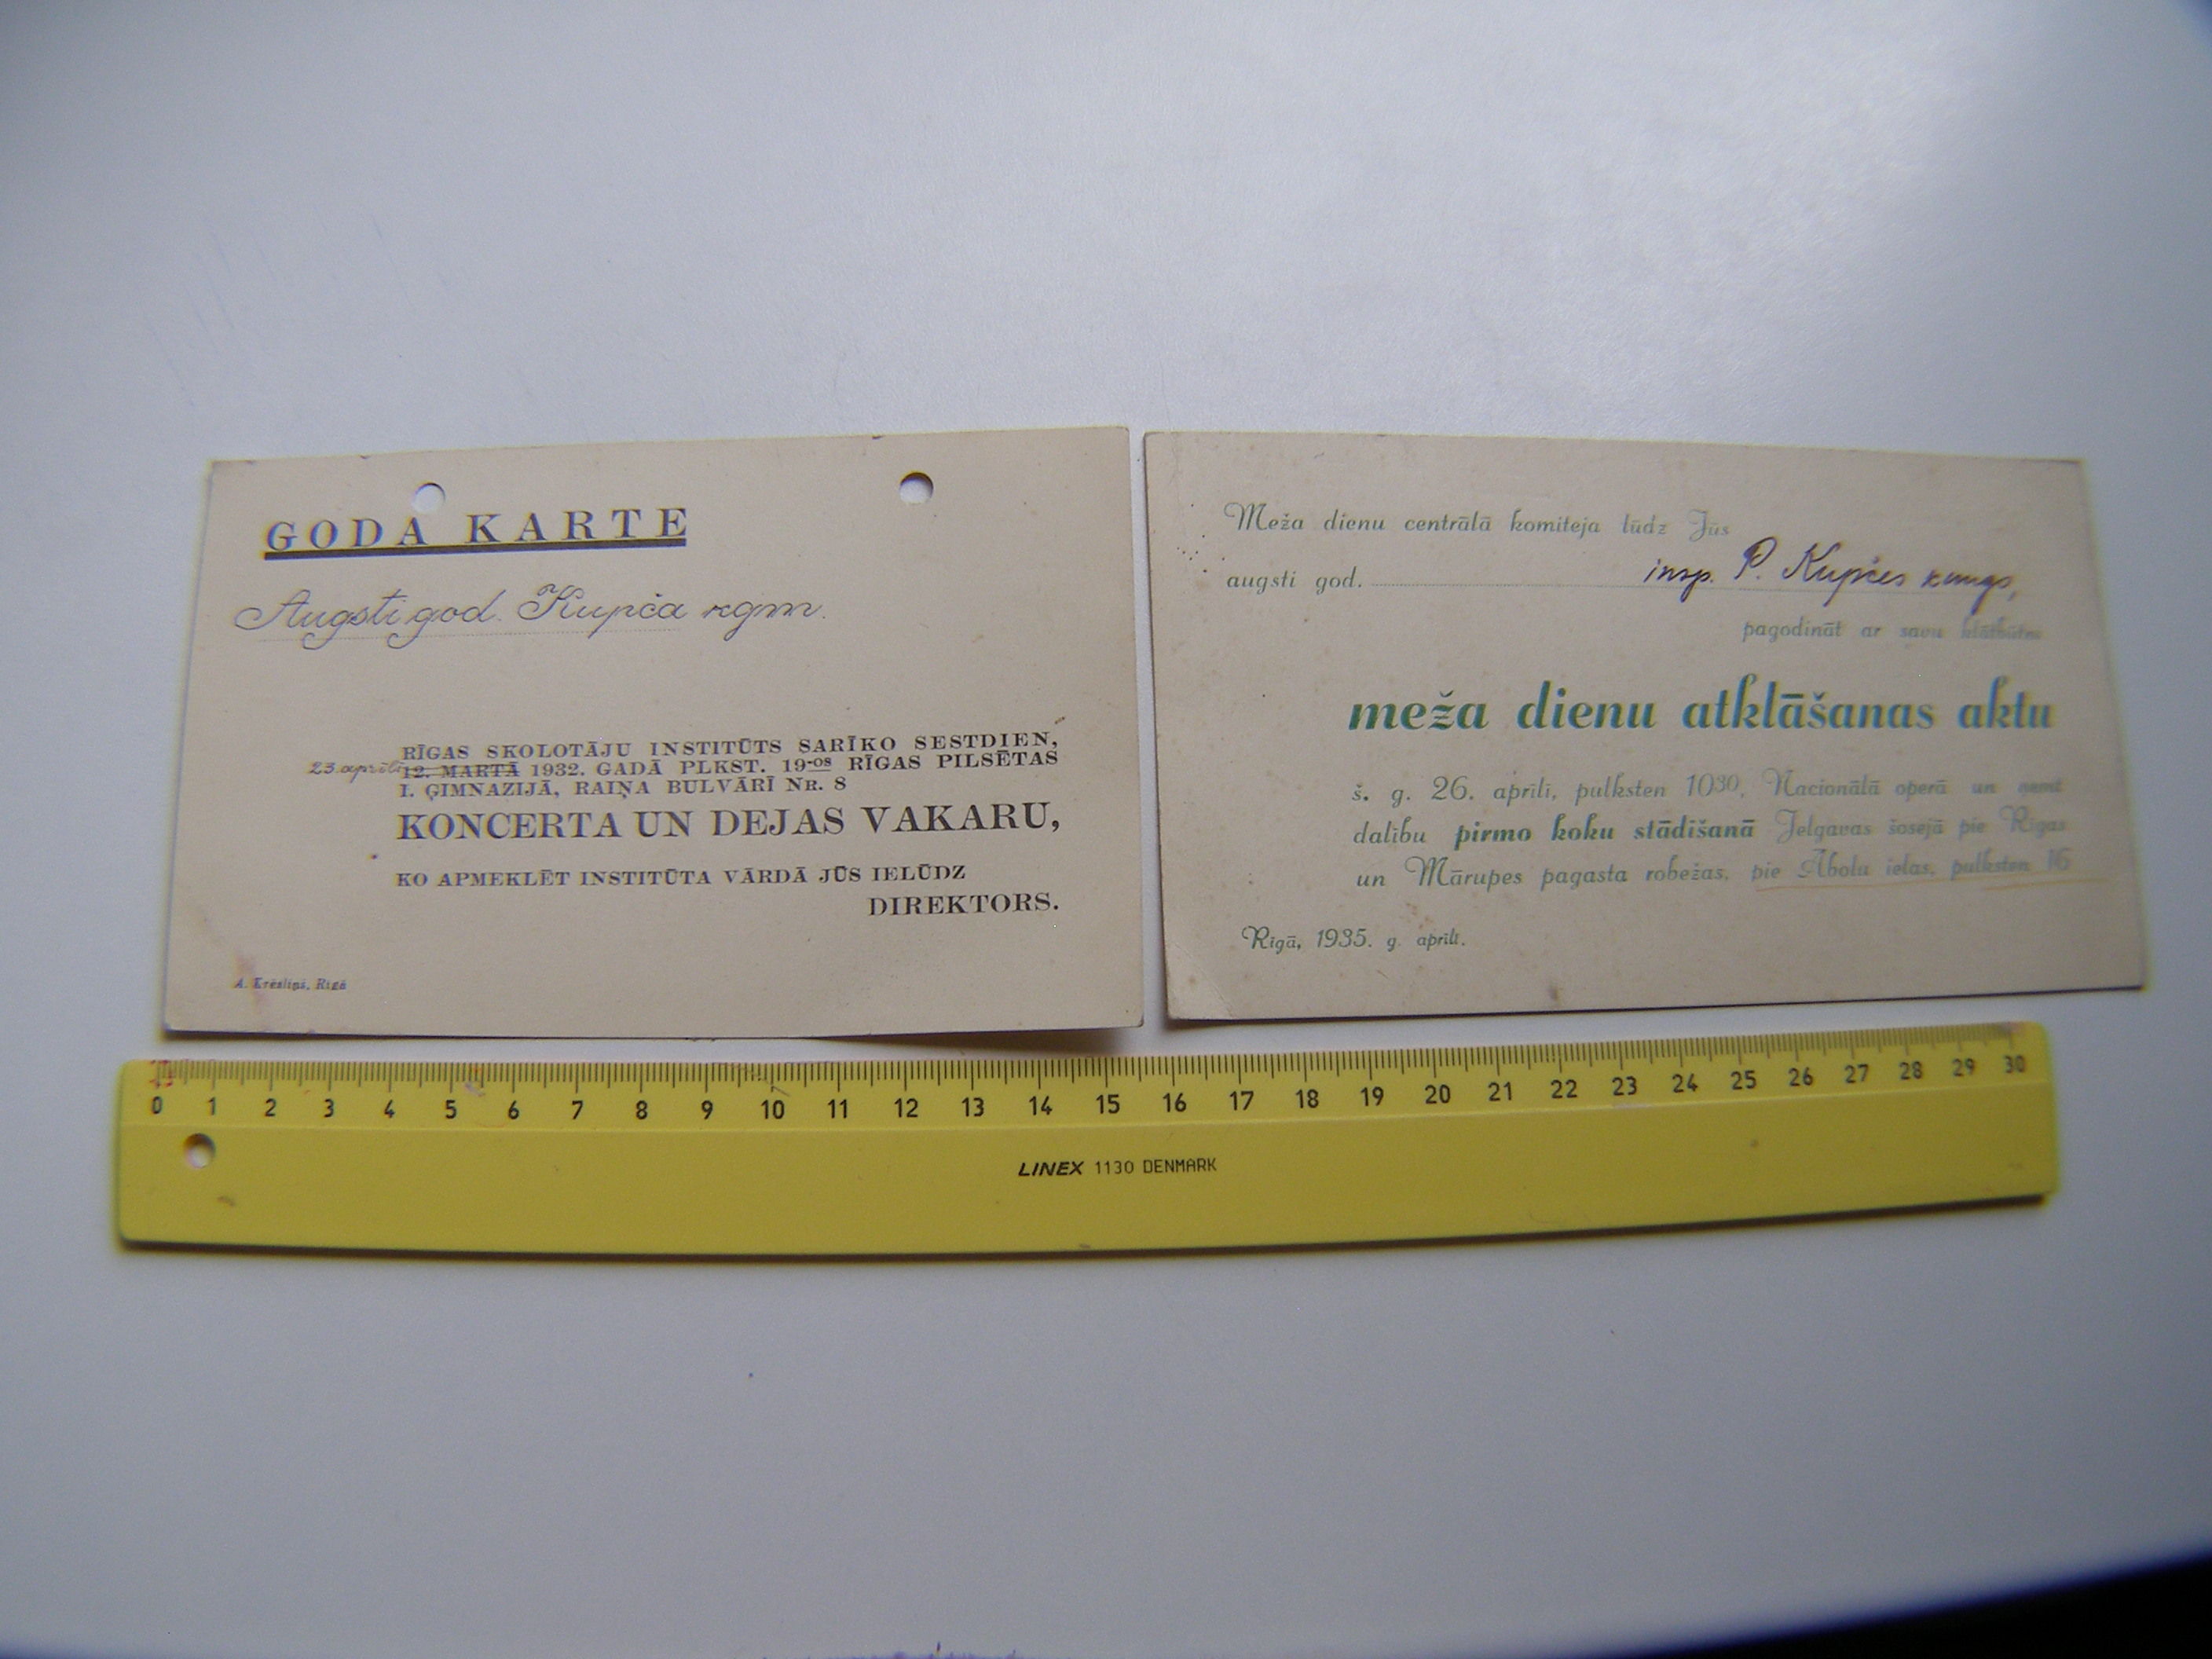 GODA KARTE
Augsti god. Kupča kgm.
RĪGAS SKOLOTĀJU INSTITŪTS SARĪKO SESTDIEN,
23. aprīlī 12. MARTĀ 1932. GADĀ PLKST. 19-os RĪGAS PILSĒTAS
I. ĢIMNAZIJĀ, RAIŅA BULVĀRĪ NR. 8
KONCERTA UN DEJAS VAKARU,
KO APMEKLĒT INSTITŪTA VĀRDĀ JŪS IELŪDZ
DIREKTORS.
A. Krēsliņš, Rīgā
Meža dienu centrālā komiteja lūdz Jūs
augsti god. insp. P. Kupčes kungs,
pagodināt ar savu klātbūtni
meža dienu atklāšanas aktu
š. g. 26. aprīlī, pulksten 10³⁰, Nacionālā operā un ņemt
dalību pirmo koku stādīšanā Jelgavas šosejā pie Rīgas
un Mārupes pagasta robežas, pie Ābolu ielas, pulksten 16
Rīgā, 1935. g. aprīlī.
0 1 2 3 4 5 6 7 8 9 10 11 12 13 14 15 16 17 18 19 20 21 22 23 24 25 26 27 28 29 30
LINEX 1130 DENMARK